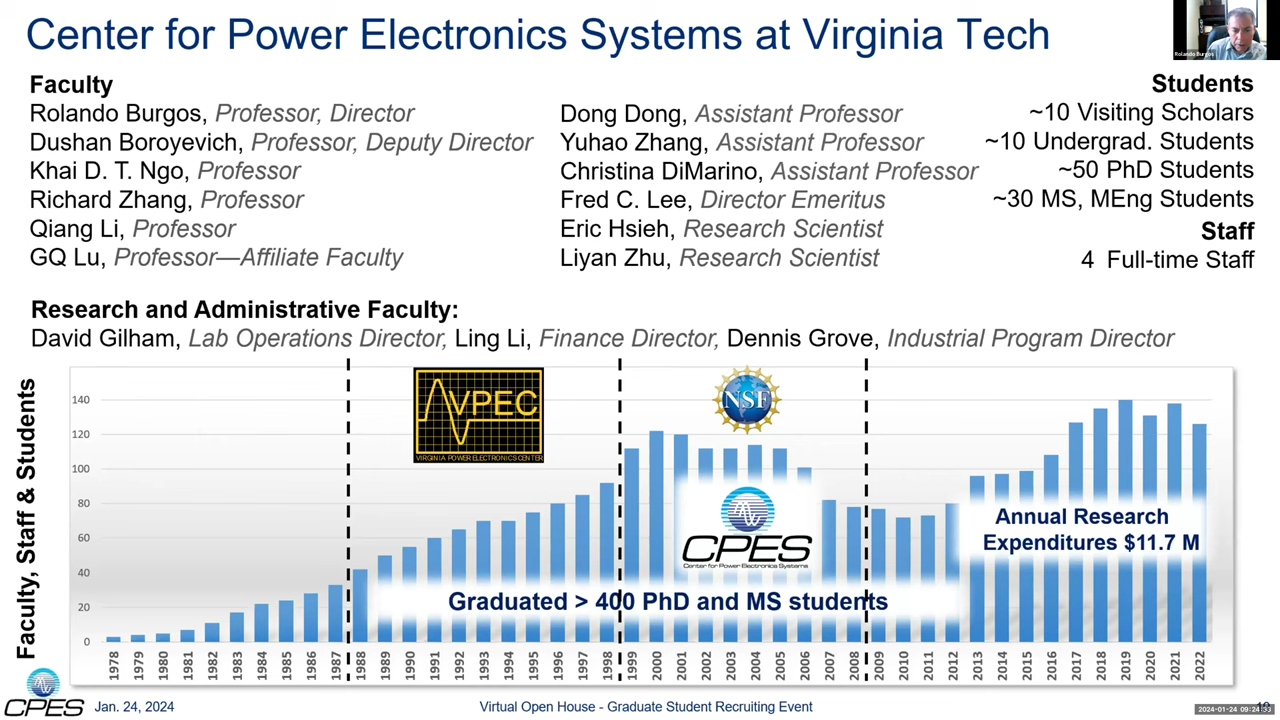 Center for Power Electronics Systems at Virginia Tech
Rolando Burgos
Faculty
Rolando Burgos, Professor, Director
Dushan Boroyevich, Professor, Deputy Director
Khai D. T. Ngo, Professor
Richard Zhang, Professor
Qiang Li, Professor
GQ Lu, Professor—Affiliate Faculty
Dong Dong, Assistant Professor
Yuhao Zhang, Assistant Professor
Christina DiMarino, Assistant Professor
Fred C. Lee, Director Emeritus
Eric Hsieh, Research Scientist
Liyan Zhu, Research Scientist
Students
~10 Visiting Scholars
~10 Undergrad. Students
~50 PhD Students
~30 MS, MEng Students
Staff
4 Full-time Staff
Research and Administrative Faculty:
David Gilham, Lab Operations Director, Ling Li, Finance Director, Dennis Grove, Industrial Program Director
Faculty, Staff & Students
140
120
100
80
60
40
20
0
VPEC
VIRGINIA POWER ELECTRONICS CENTER
NSF
CPES
Center for Power Electronics Systems
Annual Research
Expenditures $11.7 M
Graduated > 400 PhD and MS students
1978 1979 1980 1981 1982 1983 1984 1985 1986 1987 1988 1989 1990 1991 1992 1993 1994 1995 1996 1997 1998 1999 2000 2001 2002 2003 2004 2005 2006 2007 2008 2009 2010 2011 2012 2013 2014 2015 2016 2017 2018 2019 2020 2021 2022
CPES
Jan. 24, 2024
Virtual Open House - Graduate Student Recruiting Event
2024-01-24 09:24:33